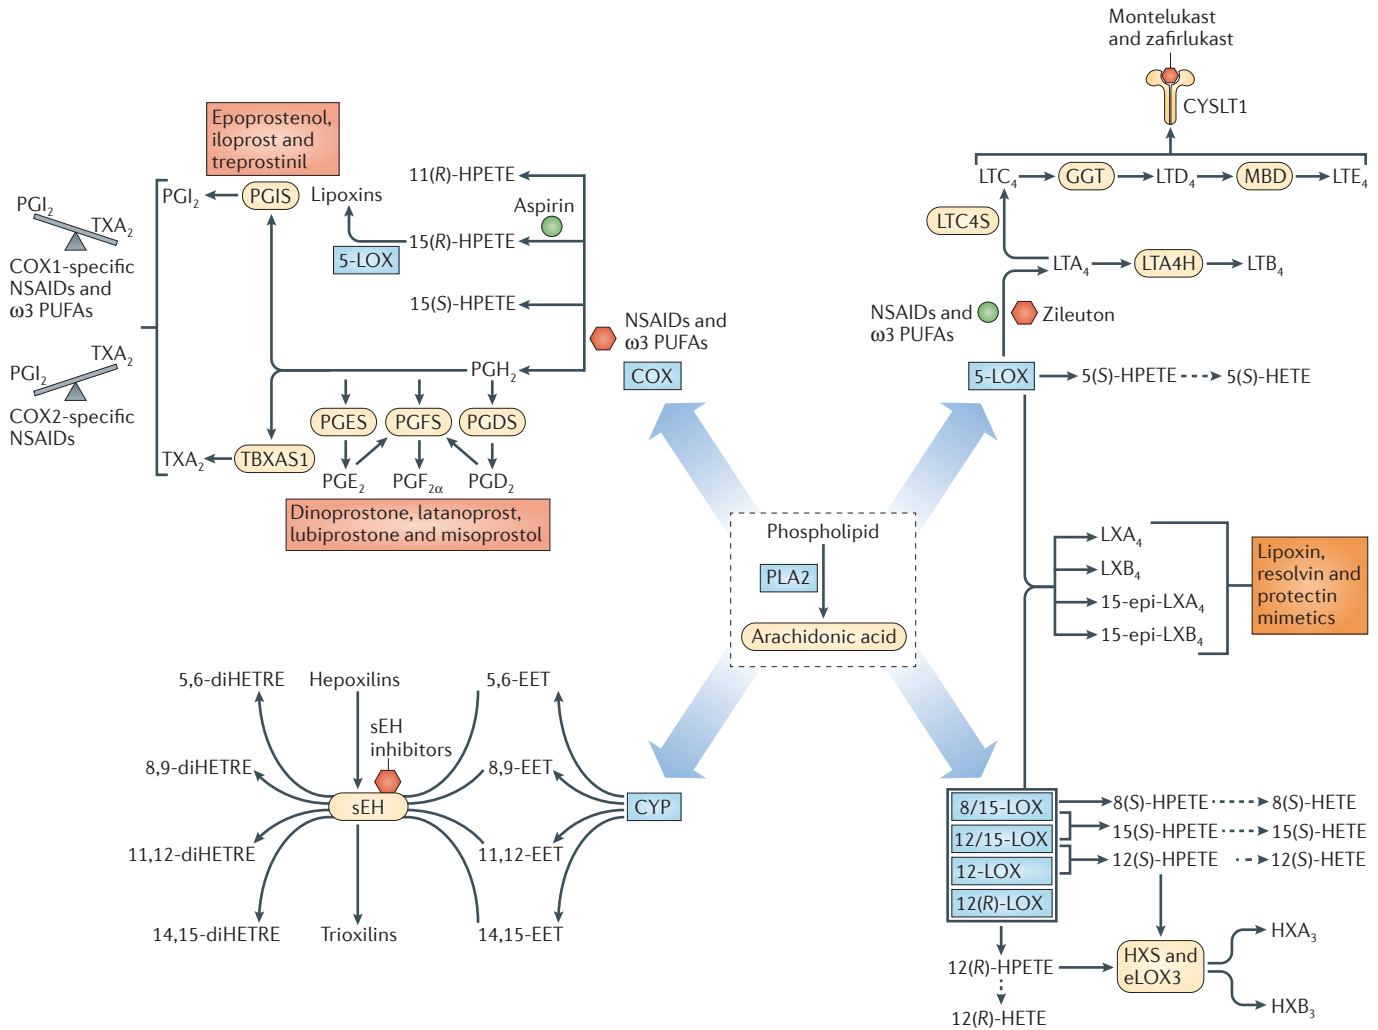 Montelukast
and zafirlukast
CYSLT1
LTC4
GGT
LTD4
MBD
LTE4
LTC4S
LTA4
LTA4H
LTB4
NSAIDs and
ω3 PUFAs
Zileuton
5-LOX
5(S)-HPETE
5(S)-HETE
Epoprostenol,
iloprost and
treprostinil
PGI2
PGIS
Lipoxins
11(R)-HPETE
Aspirin
15(R)-HPETE
5-LOX
15(S)-HPETE
NSAIDs and
ω3 PUFAs
COX
PGH2
PGI2
TXA2
COX1-specific
NSAIDs and
ω3 PUFAs
PGI2
TXA2
COX2-specific
NSAIDs
PGES
PGFS
PGDS
TXA2
TBXAS1
PGE2
PGF2α
PGD2
Dinoprostone, latanoprost,
lubiprostone and misoprostol
Phospholipid
PLA2
Arachidonic acid
LXA4
LXB4
15-epi-LXA4
15-epi-LXB4
Lipoxin,
resolvin and
protectin
mimetics
5,6-diHETRE
Hepoxilins
5,6-EET
sEH
inhibitors
8,9-diHETRE
8,9-EET
sEH
CYP
11,12-diHETRE
11,12-EET
14,15-diHETRE
Trioxilins
14,15-EET
8/15-LOX
8(S)-HPETE
8(S)-HETE
12/15-LOX
15(S)-HPETE
15(S)-HETE
12-LOX
12(S)-HPETE
12(S)-HETE
12(R)-LOX
12(R)-HPETE
HXS and
eLOX3
HXA3
HXB3
12(R)-HETE